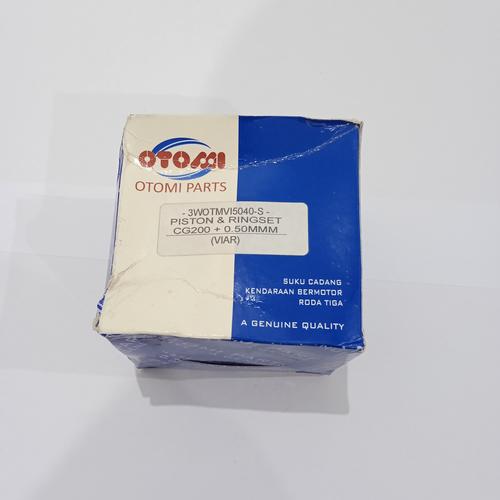 OTOMI
OTOMI PARTS
- 3WOTMVI5040-S -
PISTON & RINGSET
CG200 + 0.50MMM
(VIAR)
SUKU CADANG
KENDARAAN BERMOTOR
RODA TIGA
A GENUINE QUALITY